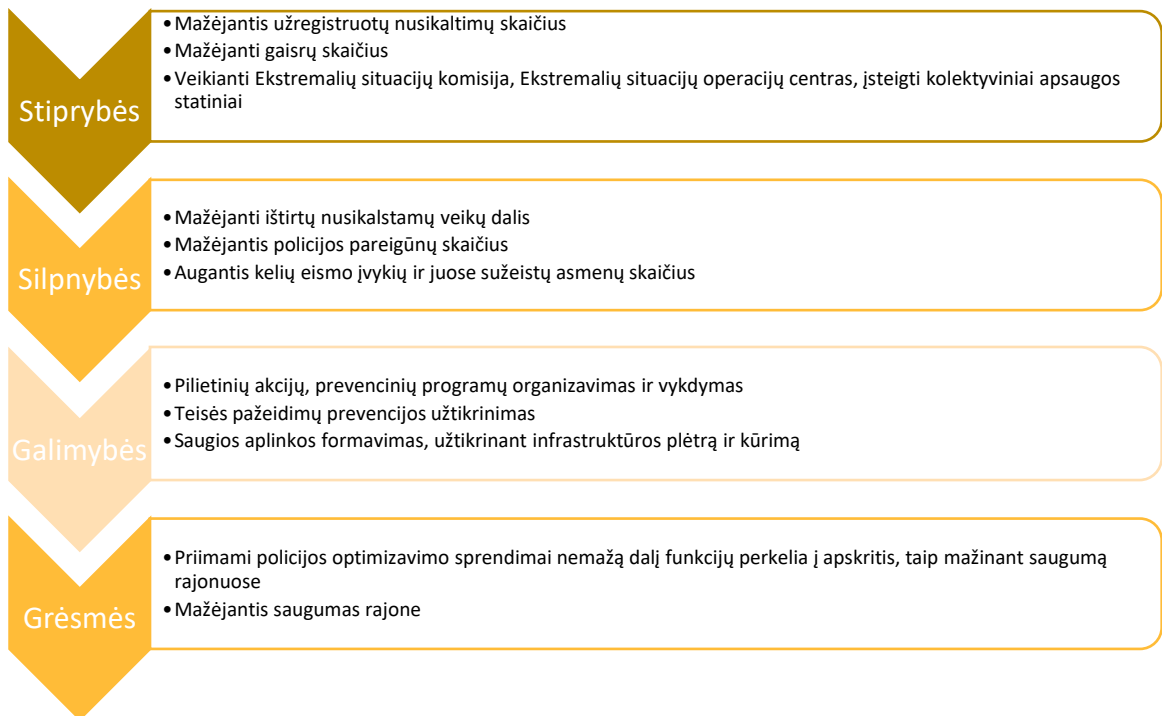 Stiprybės
•Mažėjantis užregistruotų nusikaltimų skaičius
•Mažėjanti gaisrų skaičius
•Veikianti Ekstremalių situacijų komisija, Ekstremalių situacijų operacijų centras, įsteigti kolektyviniai apsaugos
statiniai
Silpnybės
•Mažėjanti ištirtų nusikalstamų veikų dalis
•Mažėjantis policijos pareigūnų skaičius
•Augantis kelių eismo įvykių ir juose sužeistų asmenų skaičius
Galimybės
•Pilietinių akcijų, prevencinių programų organizavimas ir vykdymas
•Teisės pažeidimų prevencijos užtikrinimas
•Saugios aplinkos formavimas, užtikrinant infrastruktūros plėtrą ir kūrimą
Grėsmės
•Priimami policijos optimizavimo sprendimai nemažą dalį funkcijų perkelia į apskritis, taip mažinant saugumą
rajonuose
•Mažėjantis saugumas rajone